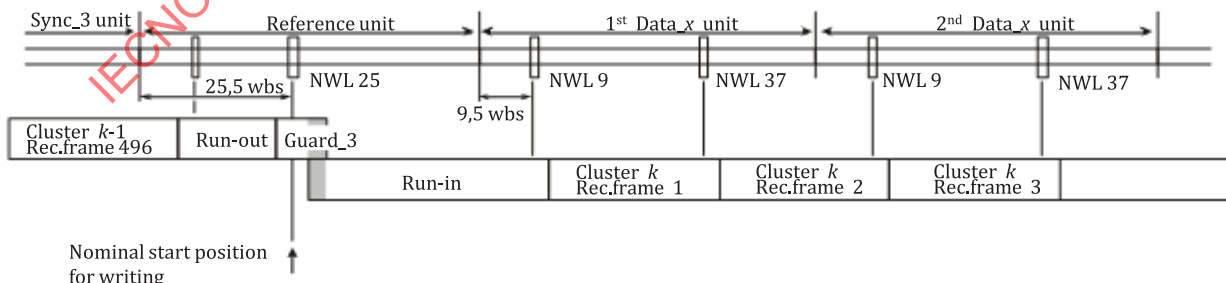 Sync_3 unit
Reference unit
1st Data_x unit
2nd Data_x unit
NWL 25
NWL 9
NWL 37
NWL 9
NWL 37
25,5 wbs
9,5 wbs
Cluster k-1
Rec.frame 496
Run-out
Guard_3
Run-in
Cluster k
Rec.frame 1
Cluster k
Rec.frame 2
Cluster k
Rec.frame 3
Nominal start position
for writing
IECNO